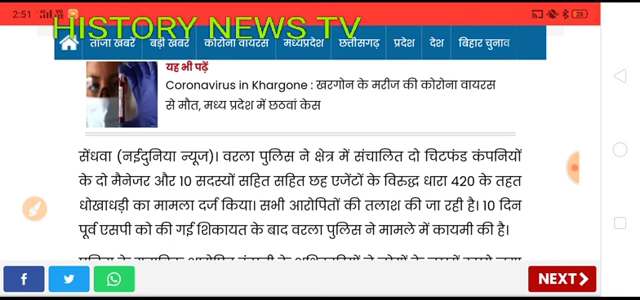 2:51
HISTORY NEWS TV
28
ताजा खबरें बड़ी खबरें कोरोना वायरस मध्यप्रदेश छत्तीसगढ़ प्रदेश देश बिहार चुनाव
यह भी पढ़ें
Coronavirus in Khargone : खरगोन के मरीज की कोरोना वायरस
से मौत, मध्य प्रदेश में छठवां केस
सेंधवा (नईदुनिया न्यूज)। वरला पुलिस ने क्षेत्र में संचालित दो चिटफंड कंपनियों
के दो मैनेजर और 10 सदस्यों सहित सहित छह एजेंटों के विरुद्ध धारा 420 के तहत
धोखाधड़ी का मामला दर्ज किया। सभी आरोपितों की तलाश की जा रही है। 10 दिन
पूर्व एसपी को की गई शिकायत के बाद वरला पुलिस ने मामले में कायमी की है।
NEXT